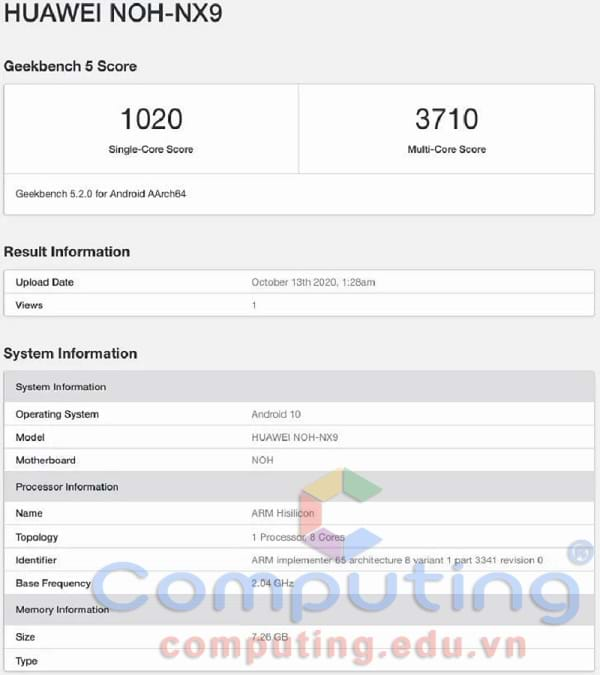 HUAWEI NOH-NX9
Geekbench 5 Score
1020 3710
Single-Core Score Multi-Core Score
Geekbench 5.2.0 for Android AArch64
Result Information
Upload Date October 13th 2020, 1:28am
Views 1
System Information
System Information
Operating System Android 10
Model HUAWEI NOH-NX9
Motherboard NOH
Processor Information
Name ARM Hisilicon
Topology 1 Processor, 8 Cores
Identifier ARM implementer 65 architecture 8 variant 1 part 3341 revision 0
Base Frequency 2.04 GHz
Computing
Memory Information
Size 7.26 GB
computing.edu.vn
Type